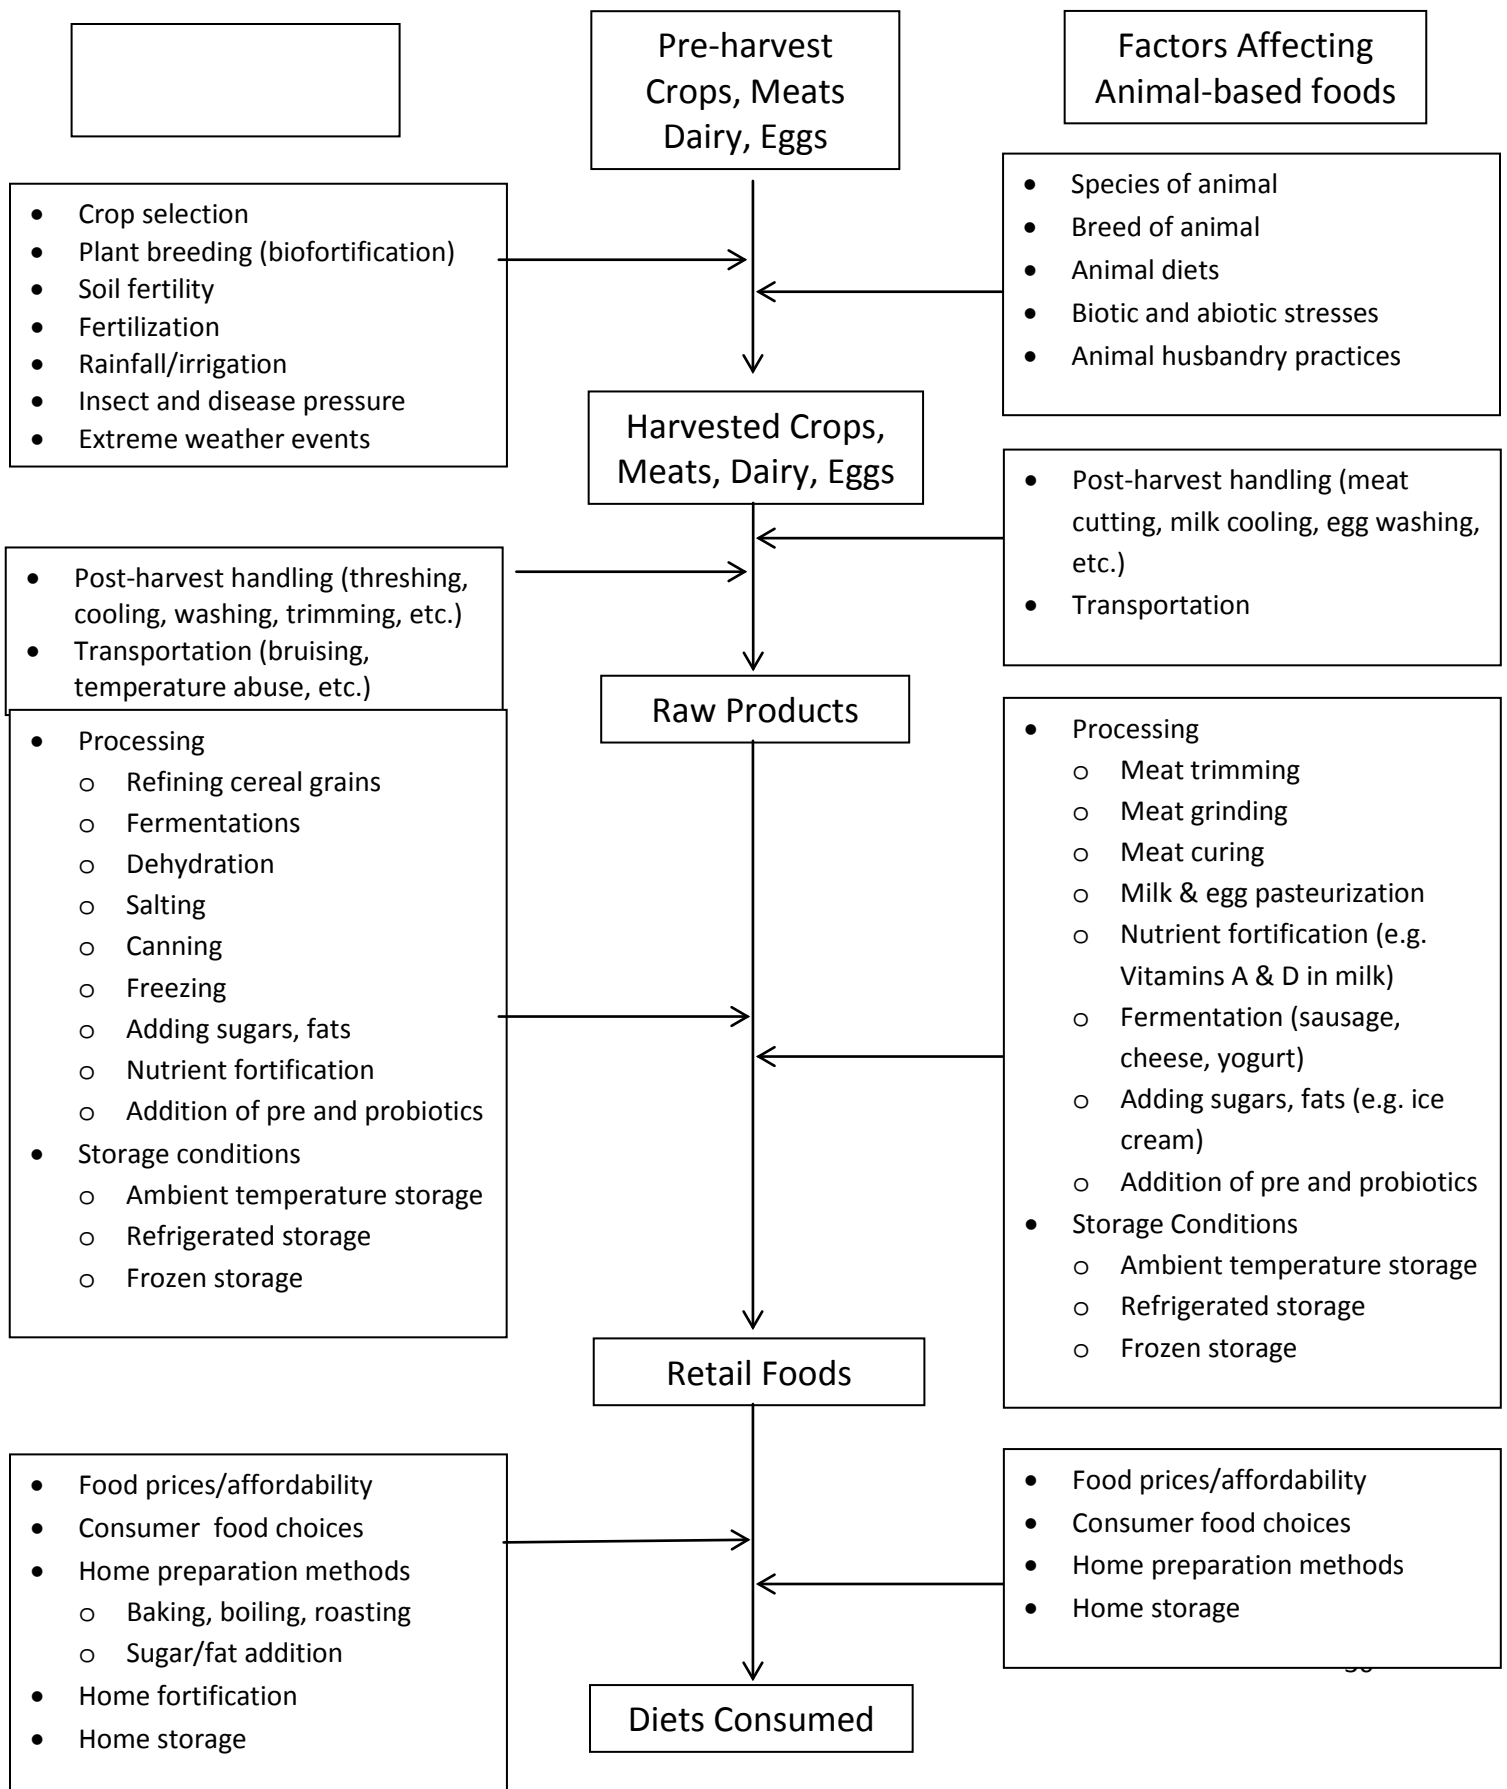 Pre-harvest
Crops, Meats
Dairy, Eggs
Factors Affecting
Animal-based foods
• Crop selection
• Plant breeding (biofortification)
• Soil fertility
• Fertilization
• Rainfall/irrigation
• Insect and disease pressure
• Extreme weather events
• Species of animal
• Breed of animal
• Animal diets
• Biotic and abiotic stresses
• Animal husbandry practices
Harvested Crops,
Meats, Dairy, Eggs
• Post-harvest handling (threshing,
cooling, washing, trimming, etc.)
• Transportation (bruising,
temperature abuse, etc.)
• Post-harvest handling (meat
cutting, milk cooling, egg washing,
etc.)
• Transportation
Raw Products
• Processing
o Refining cereal grains
o Fermentations
o Dehydration
o Salting
o Canning
o Freezing
o Adding sugars, fats
o Nutrient fortification
o Addition of pre and probiotics
• Storage conditions
o Ambient temperature storage
o Refrigerated storage
o Frozen storage
• Processing
o Meat trimming
o Meat grinding
o Meat curing
o Milk & egg pasteurization
o Nutrient fortification (e.g.
Vitamins A & D in milk)
o Fermentation (sausage,
cheese, yogurt)
o Adding sugars, fats (e.g. ice
cream)
o Addition of pre and probiotics
• Storage Conditions
o Ambient temperature storage
o Refrigerated storage
o Frozen storage
Retail Foods
• Food prices/affordability
• Consumer food choices
• Home preparation methods
o Baking, boiling, roasting
o Sugar/fat addition
• Home fortification
• Home storage
• Food prices/affordability
• Consumer food choices
• Home preparation methods
• Home storage
Diets Consumed